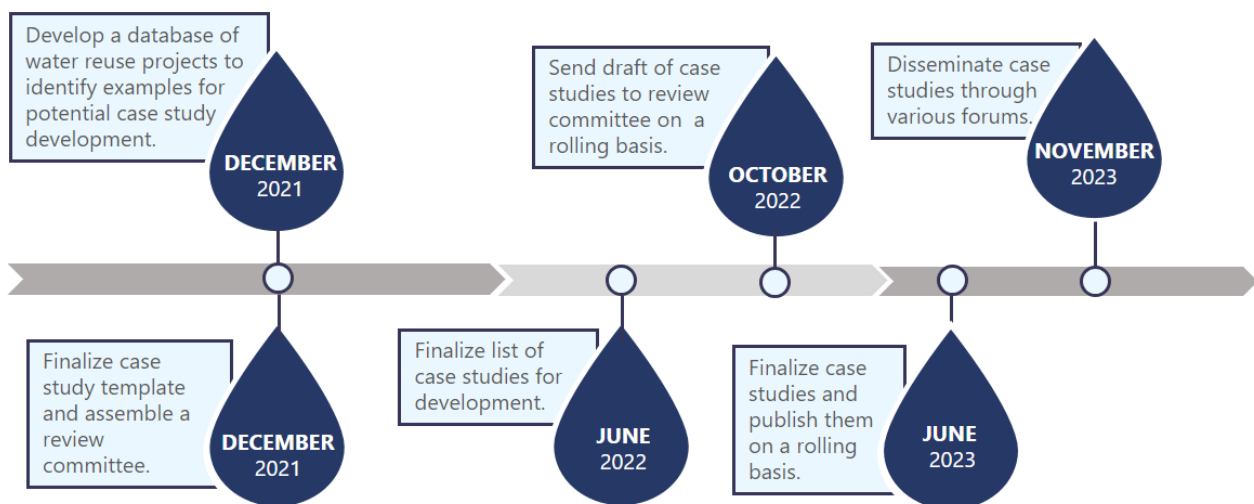 Develop a database of
water reuse projects to
identify examples for
potential case study
development.
DECEMBER
2021
Send draft of case
studies to review
committee on a
rolling basis.
OCTOBER
2022
Disseminate case
studies through
various forums.
NOVEMBER
2023
Finalize case
study template
and assemble a
review
committee.
DECEMBER
2021
Finalize list of
case studies for
development.
JUNE
2022
Finalize case
studies and
publish them
on a rolling
basis.
JUNE
2023